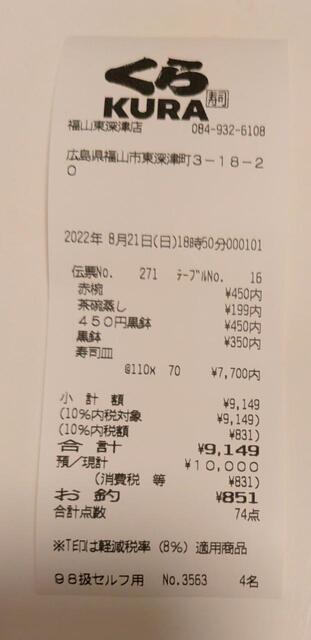 くら
KURA 寿司
福山東深津店 084-932-6108
広島県福山市東深津町3-18-2
0
2022年 8月21日(日)18時50分000101
伝票No. 271 テーブルNo. 16
赤椀 ¥450内
茶碗蒸し ¥199内
450円黒鉢 ¥450内
黒鉢 ¥350内
寿司皿
@110x 70 ¥7,700内
小計額 ¥9,149
(10%内税対象 ¥9,149)
(10%内税額 ¥831)
合計 ¥9,149
預/現計 ¥10,000
(消費税 等 ¥831)
お釣 ¥851
合計点数 74点
※TEロは軽減税率(8%)適用商品
98扱セルフ用 No.3563 4名